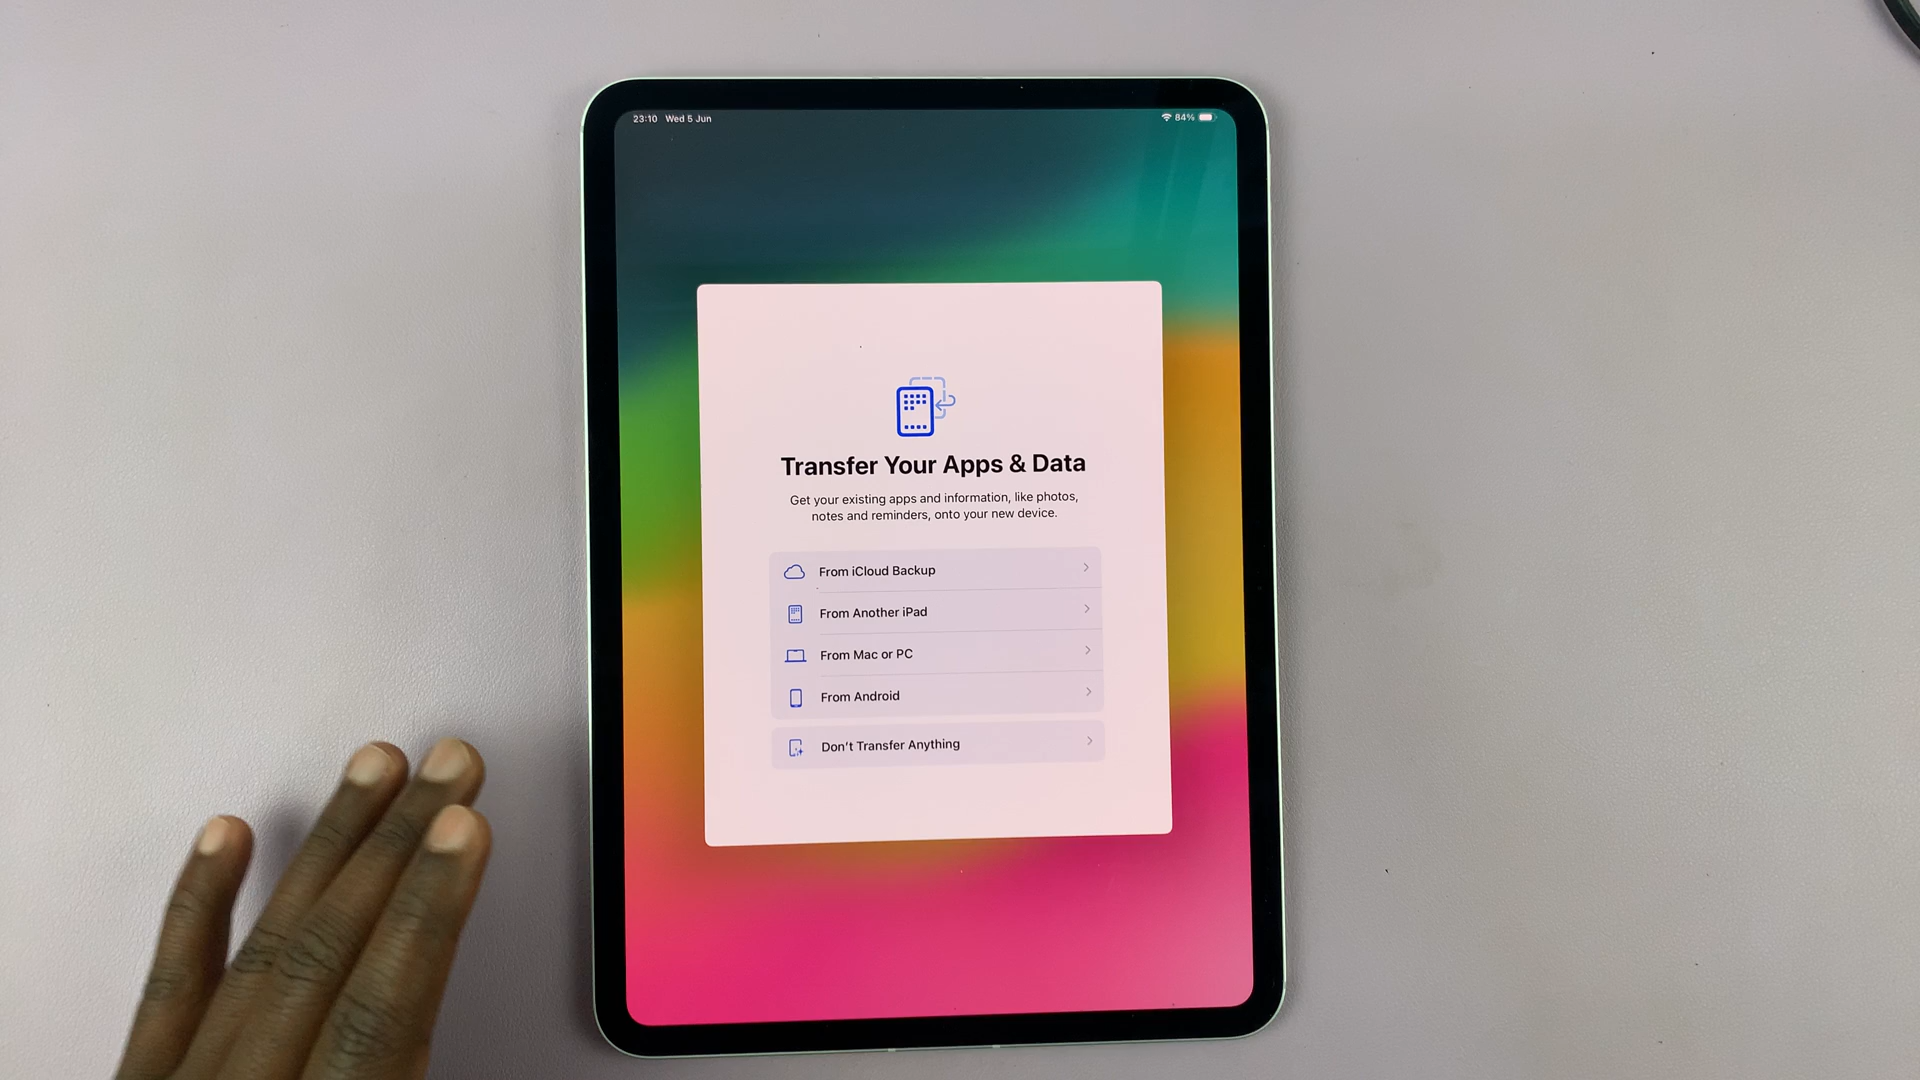 23:10 Wed 5 Jun
84%
Transfer Your Apps & Data
Get your existing apps and information, like photos,
notes and reminders, onto your new device.
From iCloud Backup
From Another iPad
From Mac or PC
From Android
Don't Transfer Anything